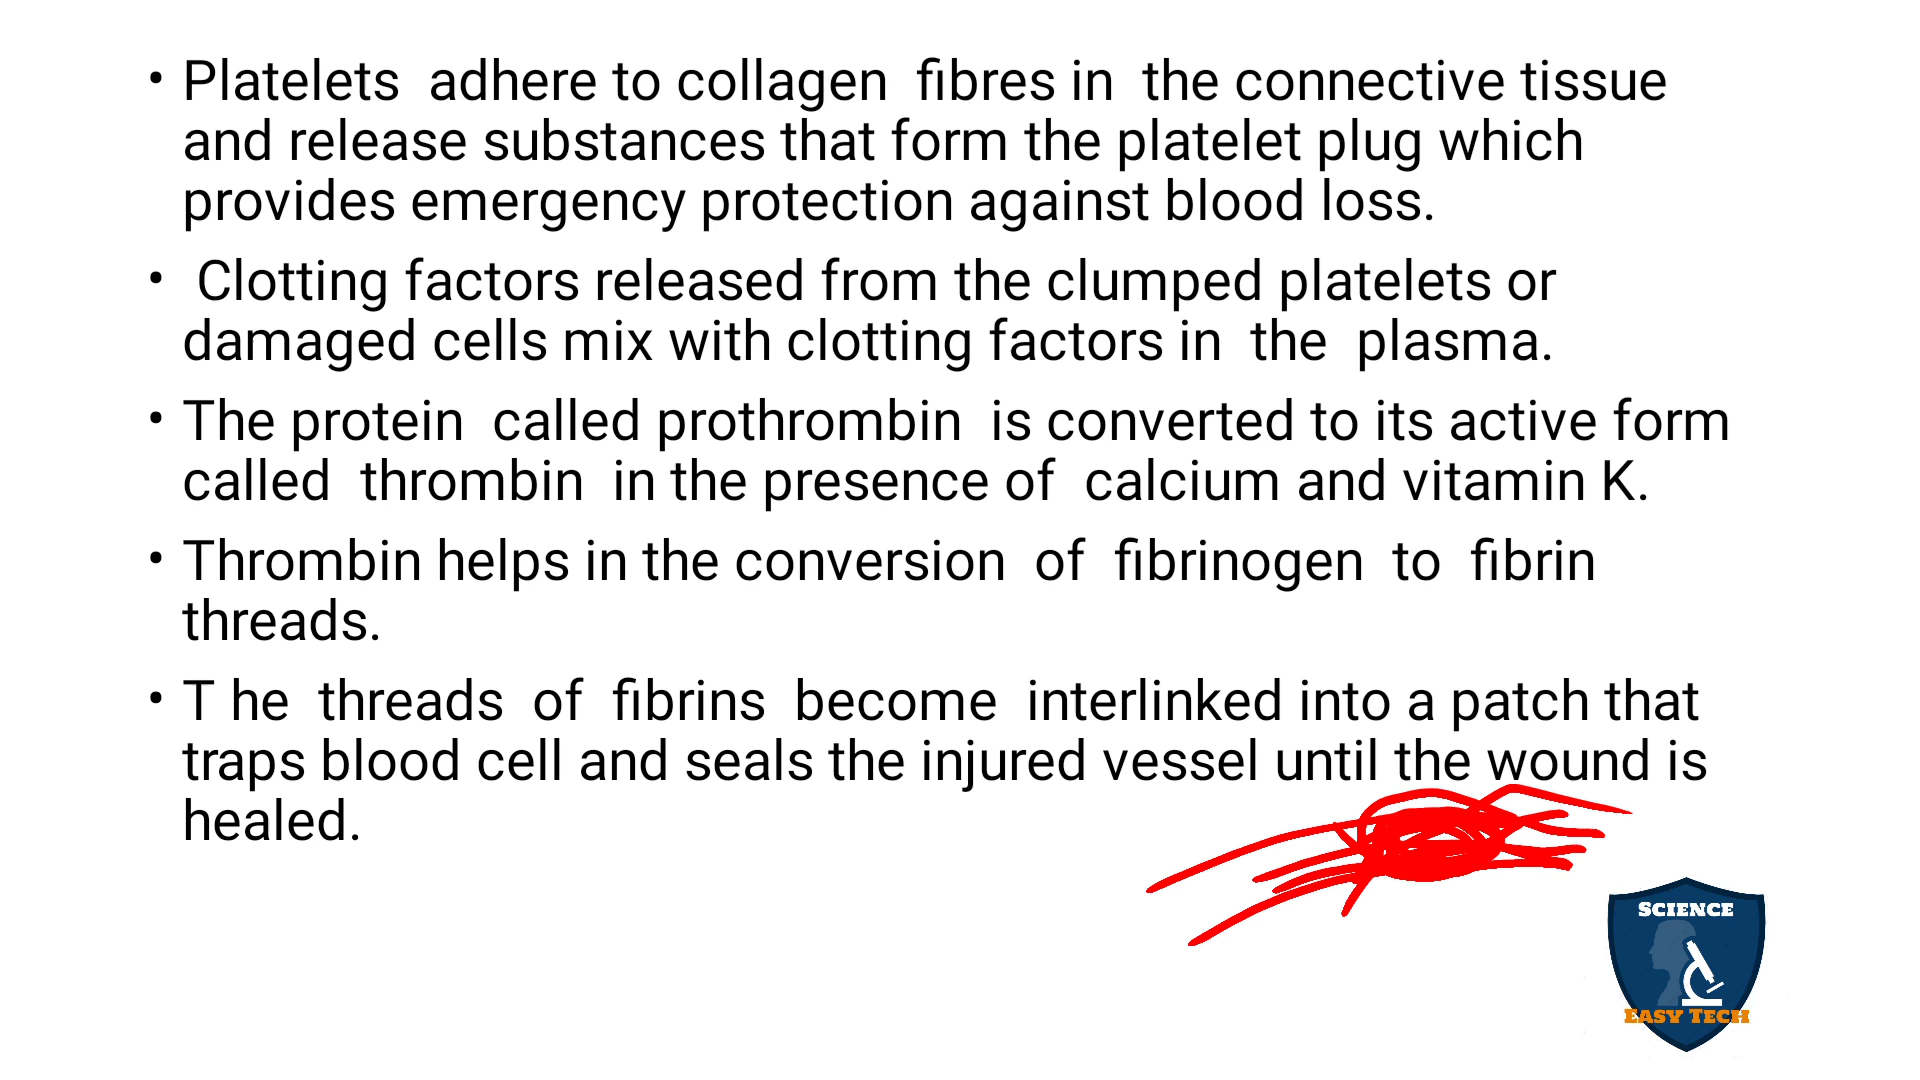 • Platelets adhere to collagen fibres in the connective tissue
and release substances that form the platelet plug which
provides emergency protection against blood loss.
• Clotting factors released from the clumped platelets or
damaged cells mix with clotting factors in the plasma.
• The protein called prothrombin is converted to its active form
called thrombin in the presence of calcium and vitamin K.
• Thrombin helps in the conversion of fibrinogen to fibrin
threads.
• T he threads of fibrins become interlinked into a patch that
traps blood cell and seals the injured vessel until the wound is
healed.
SCIENCE
EASY TECH